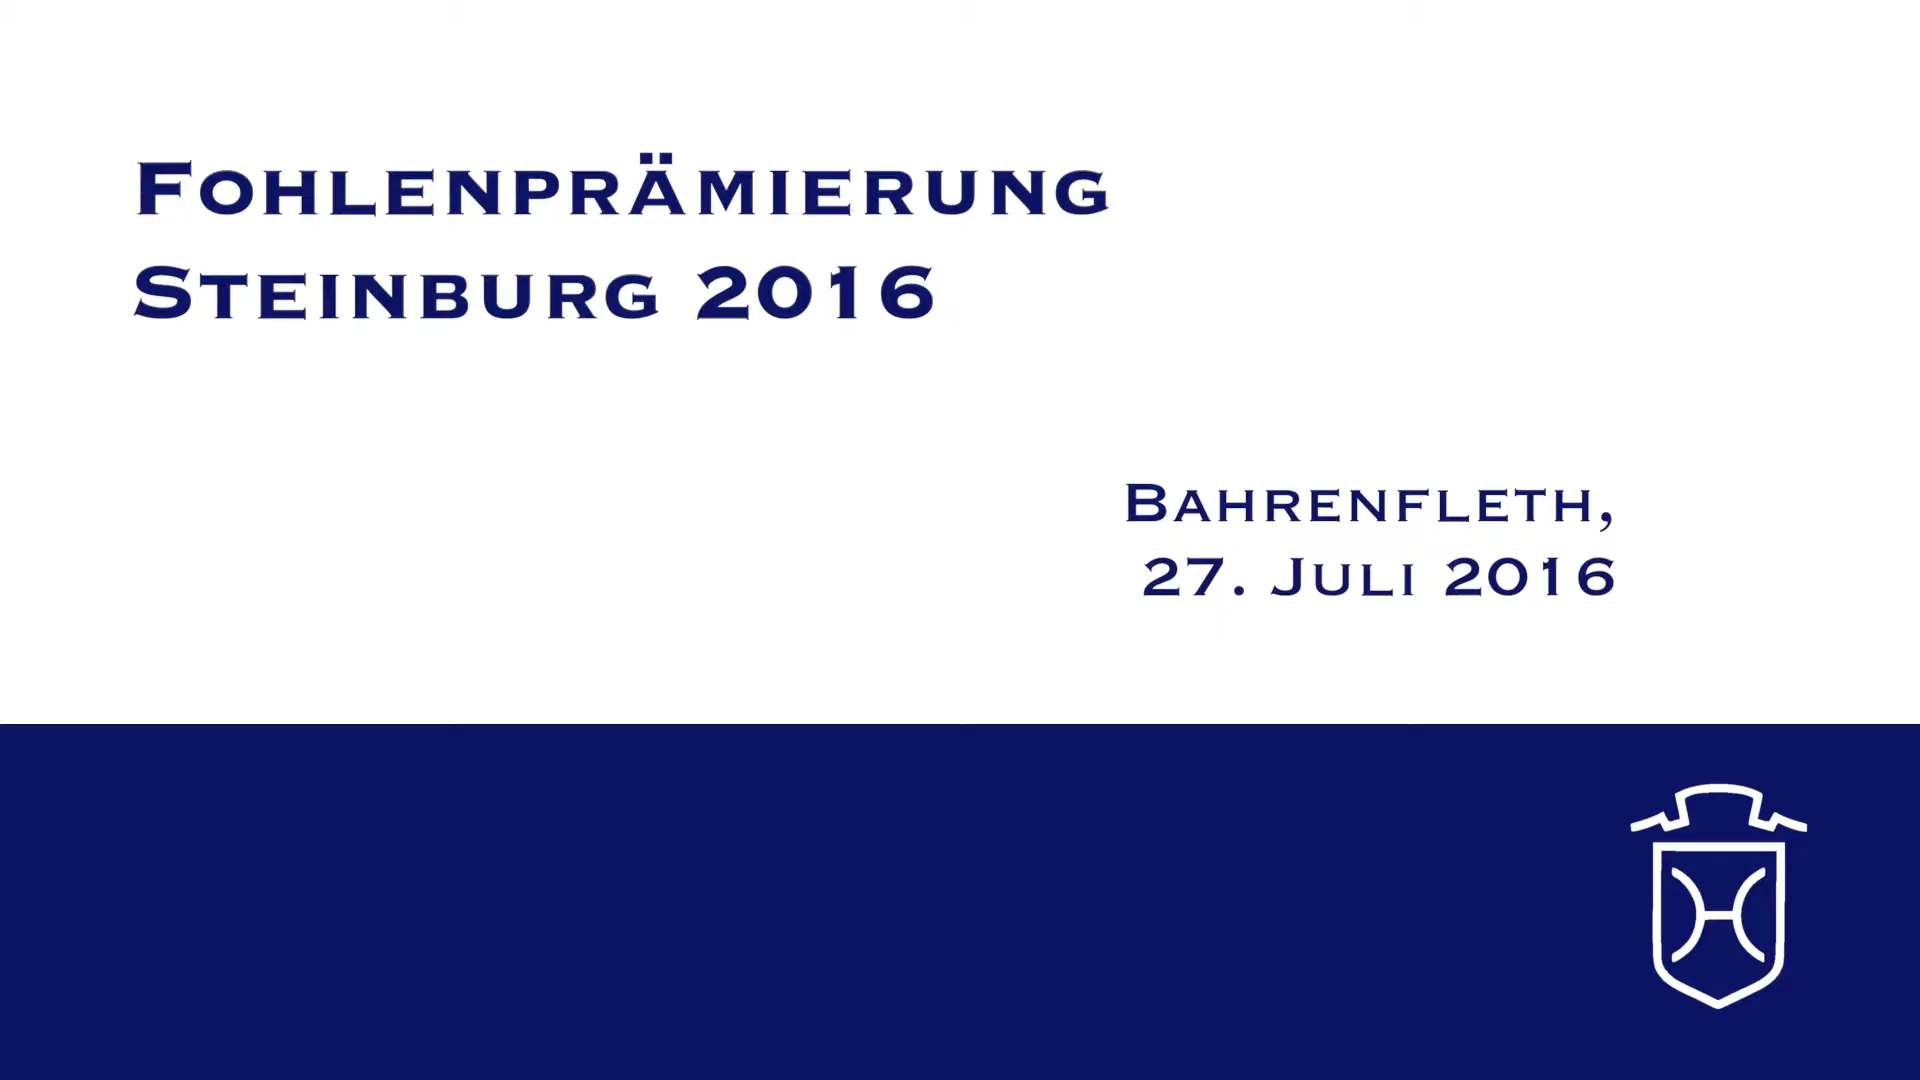 Fohlenprämierung
Steinburg 2016
Bahrenfleth,
27. Juli 2016